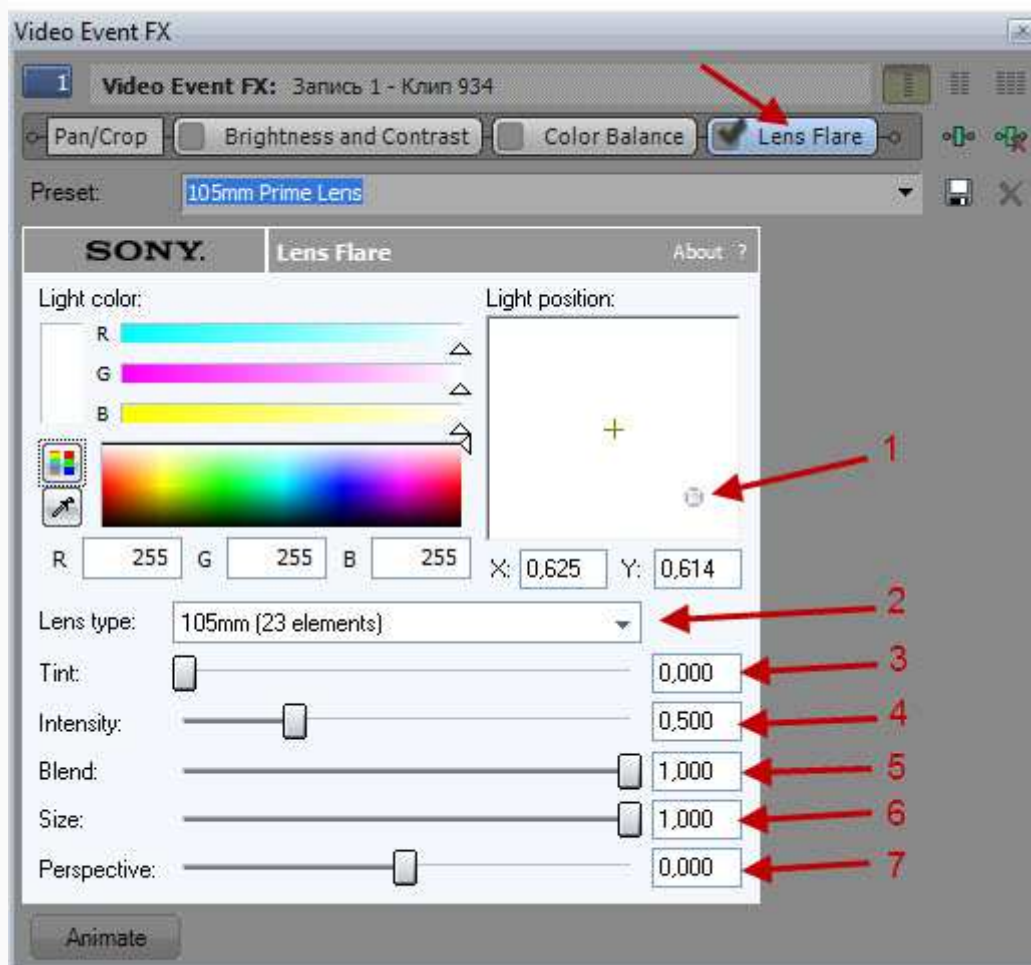 Video Event FX
1 Video Event FX: Запись 1 - Клип 934
Pan/Crop Brightness and Contrast Color Balance Lens Flare
Preset: 105mm Prime Lens
SONY. Lens Flare About ?
Light color: Light position:
R
G
B
1
R 255 G 255 B 255 X: 0,625 Y: 0,614
Lens type: 105mm (23 elements) 2
Tint: 0,000 3
Intensity: 0,500 4
Blend: 1,000 5
Size: 1,000 6
Perspective: 0,000 7
Animate